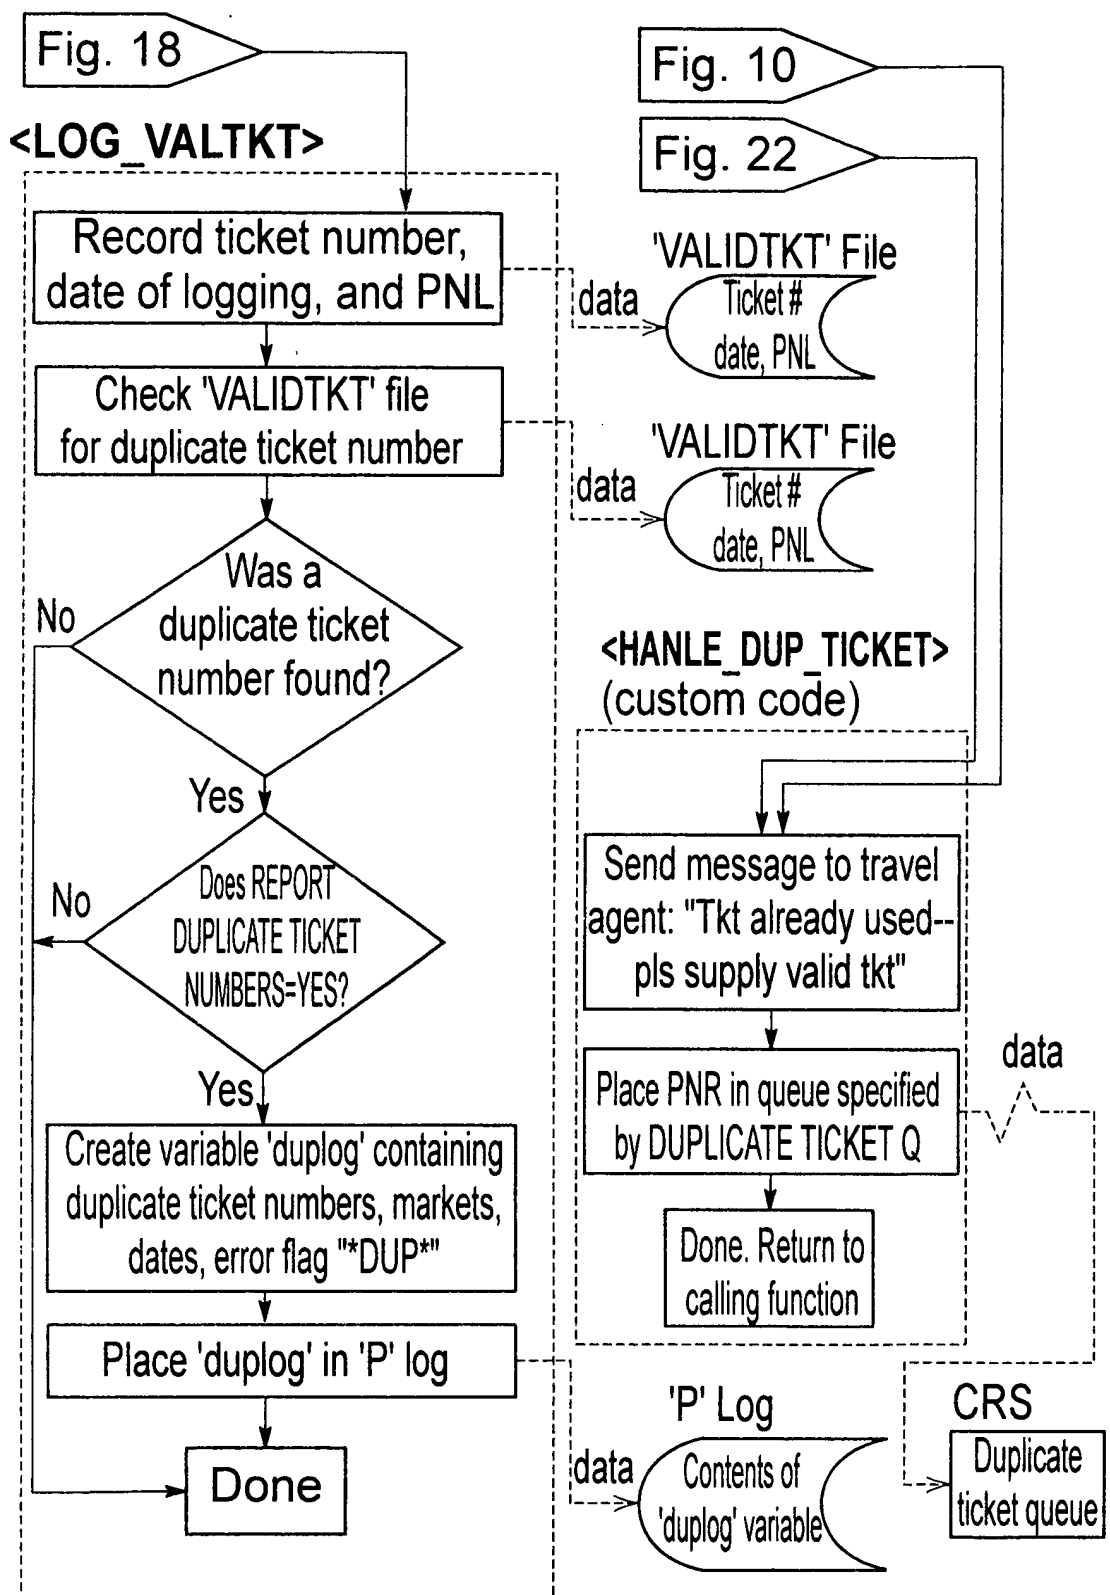 Fig. 18
<LOG_VALTKT>
Record ticket number,
date of logging, and PNL
Check 'VALIDTKT' file
for duplicate ticket number
Was a
duplicate ticket
number found?
No
Yes
Does REPORT
DUPLICATE TICKET
NUMBERS=YES?
No
Yes
Create variable 'duplog' containing
duplicate ticket numbers, markets,
dates, error flag "*DUP*"
Place 'duplog' in 'P' log
Done
Fig. 10
Fig. 22
'VALIDTKT' File
data
Ticket #
date, PNL
'VALIDTKT' File
data
Ticket #
date, PNL
<HANLE_DUP_TICKET>
(custom code)
Send message to travel
agent: "Tkt already used--
pls supply valid tkt"
Place PNR in queue specified
by DUPLICATE TICKET Q
data
Done. Return to
calling function
'P' Log
data
Contents of
'duplog' variable
CRS
Duplicate
ticket queue